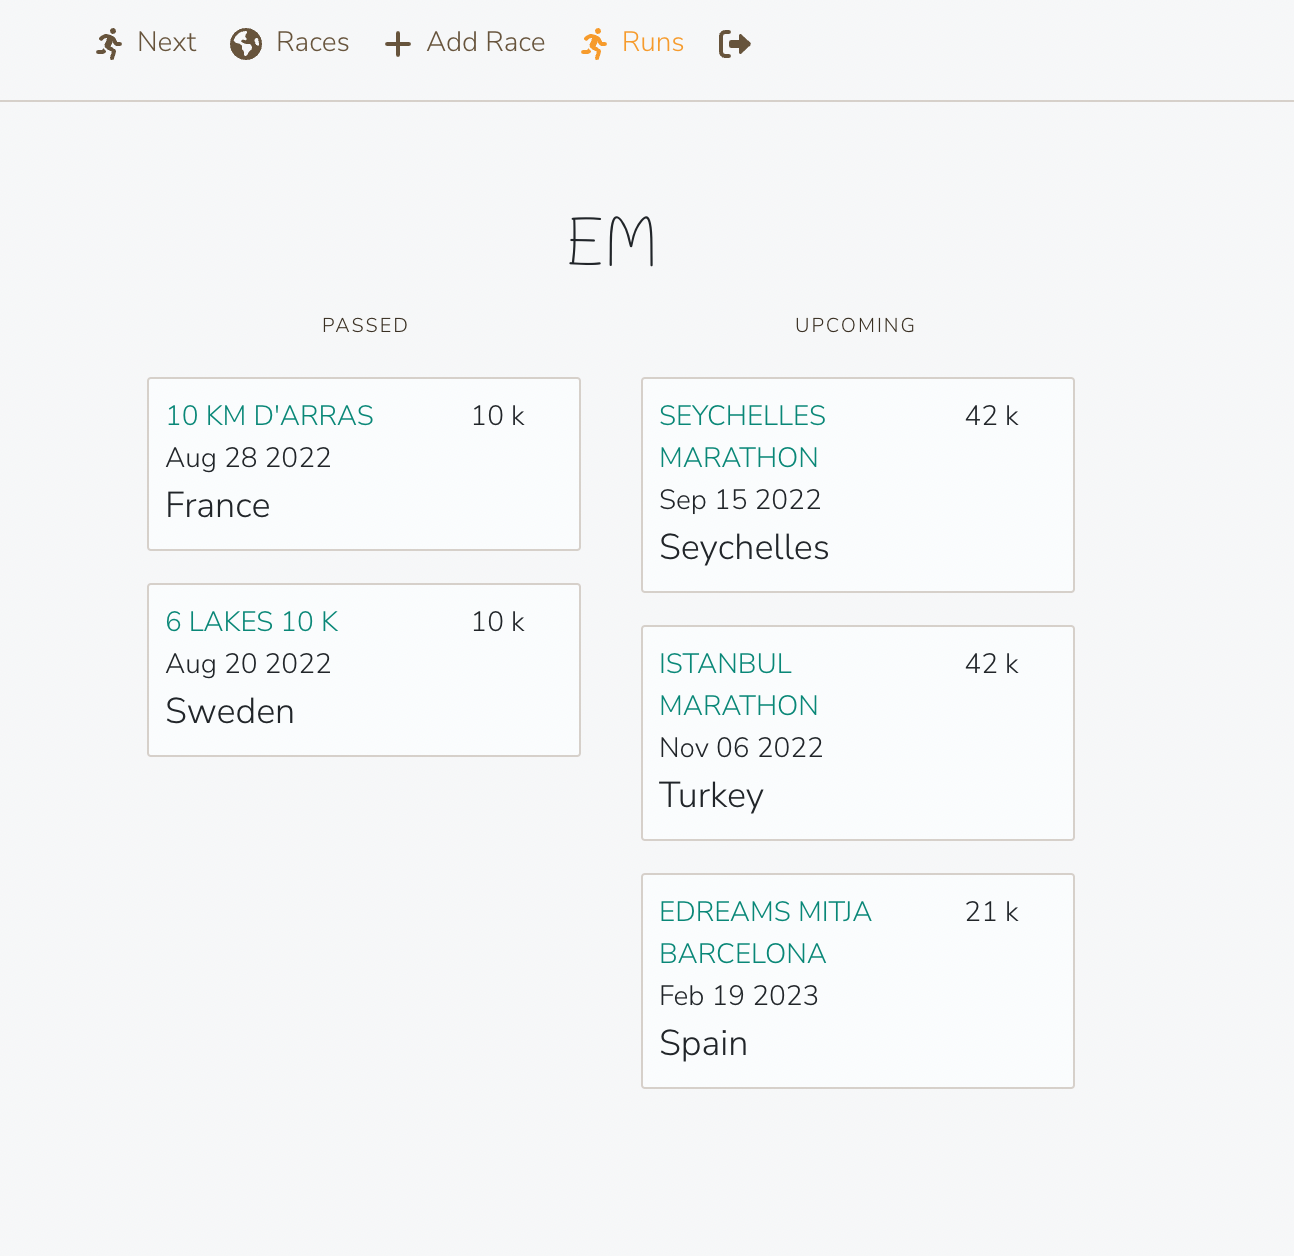 Next Races Add Race Runs
EM
PASSED
10 KM D'ARRAS 10 k
Aug 28 2022
France
6 LAKES 10 K 10 k
Aug 20 2022
Sweden
UPCOMING
SEYCHELLES 42 k
MARATHON
Sep 15 2022
Seychelles
ISTANBUL 42 k
MARATHON
Nov 06 2022
Turkey
EDREAMS MITJA 21 k
BARCELONA
Feb 19 2023
Spain